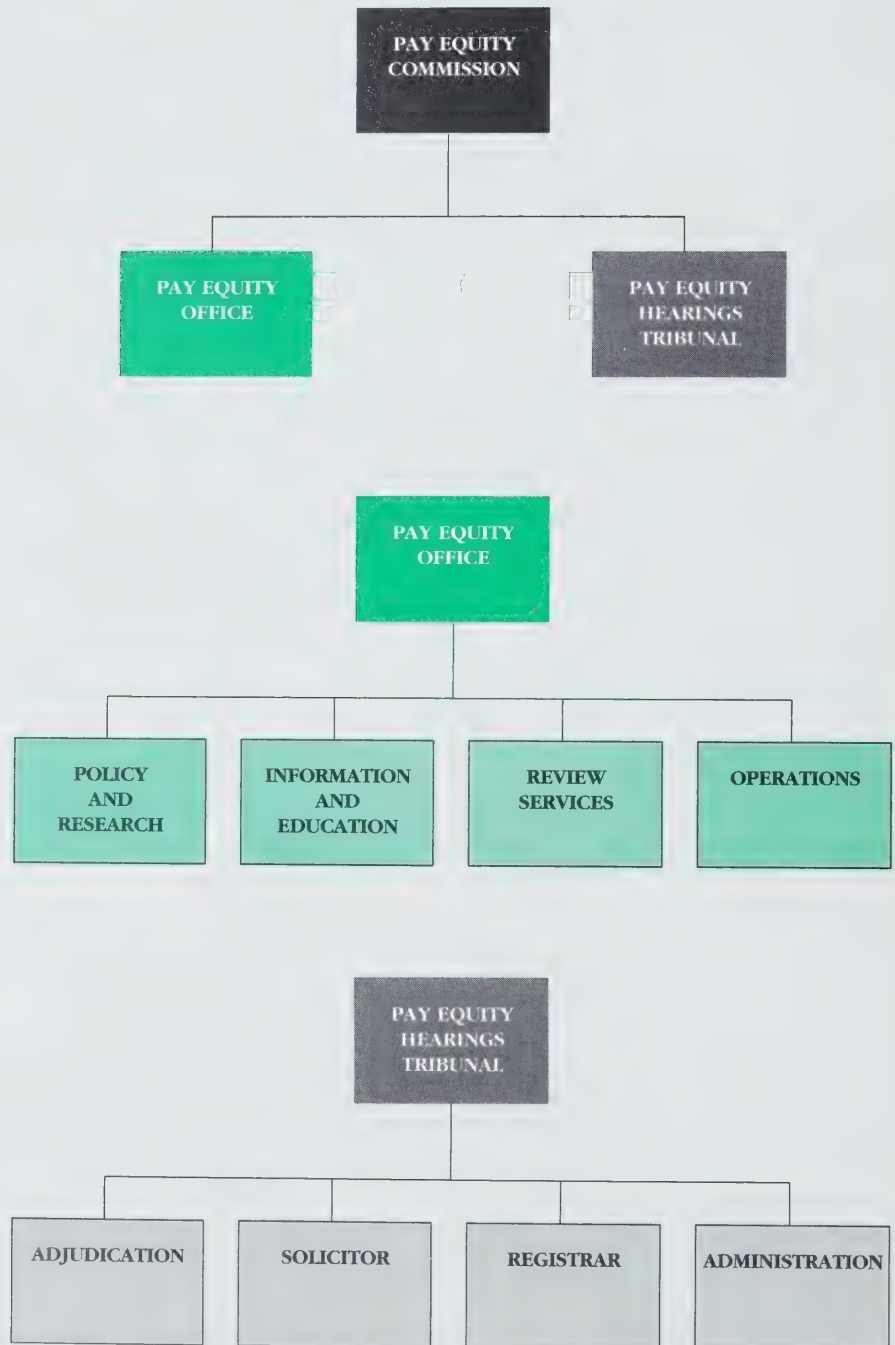 PAY EQUITY
COMMISSION
PAY EQUITY
OFFICE
PAY EQUITY
HEARINGS
TRIBUNAL
PAY EQUITY
OFFICE
POLICY
AND
RESEARCH
INFORMATION
AND
EDUCATION
REVIEW
SERVICES
OPERATIONS
PAY EQUITY
HEARINGS
TRIBUNAL
ADJUDICATION
SOLICITOR
REGISTRAR
ADMINISTRATION